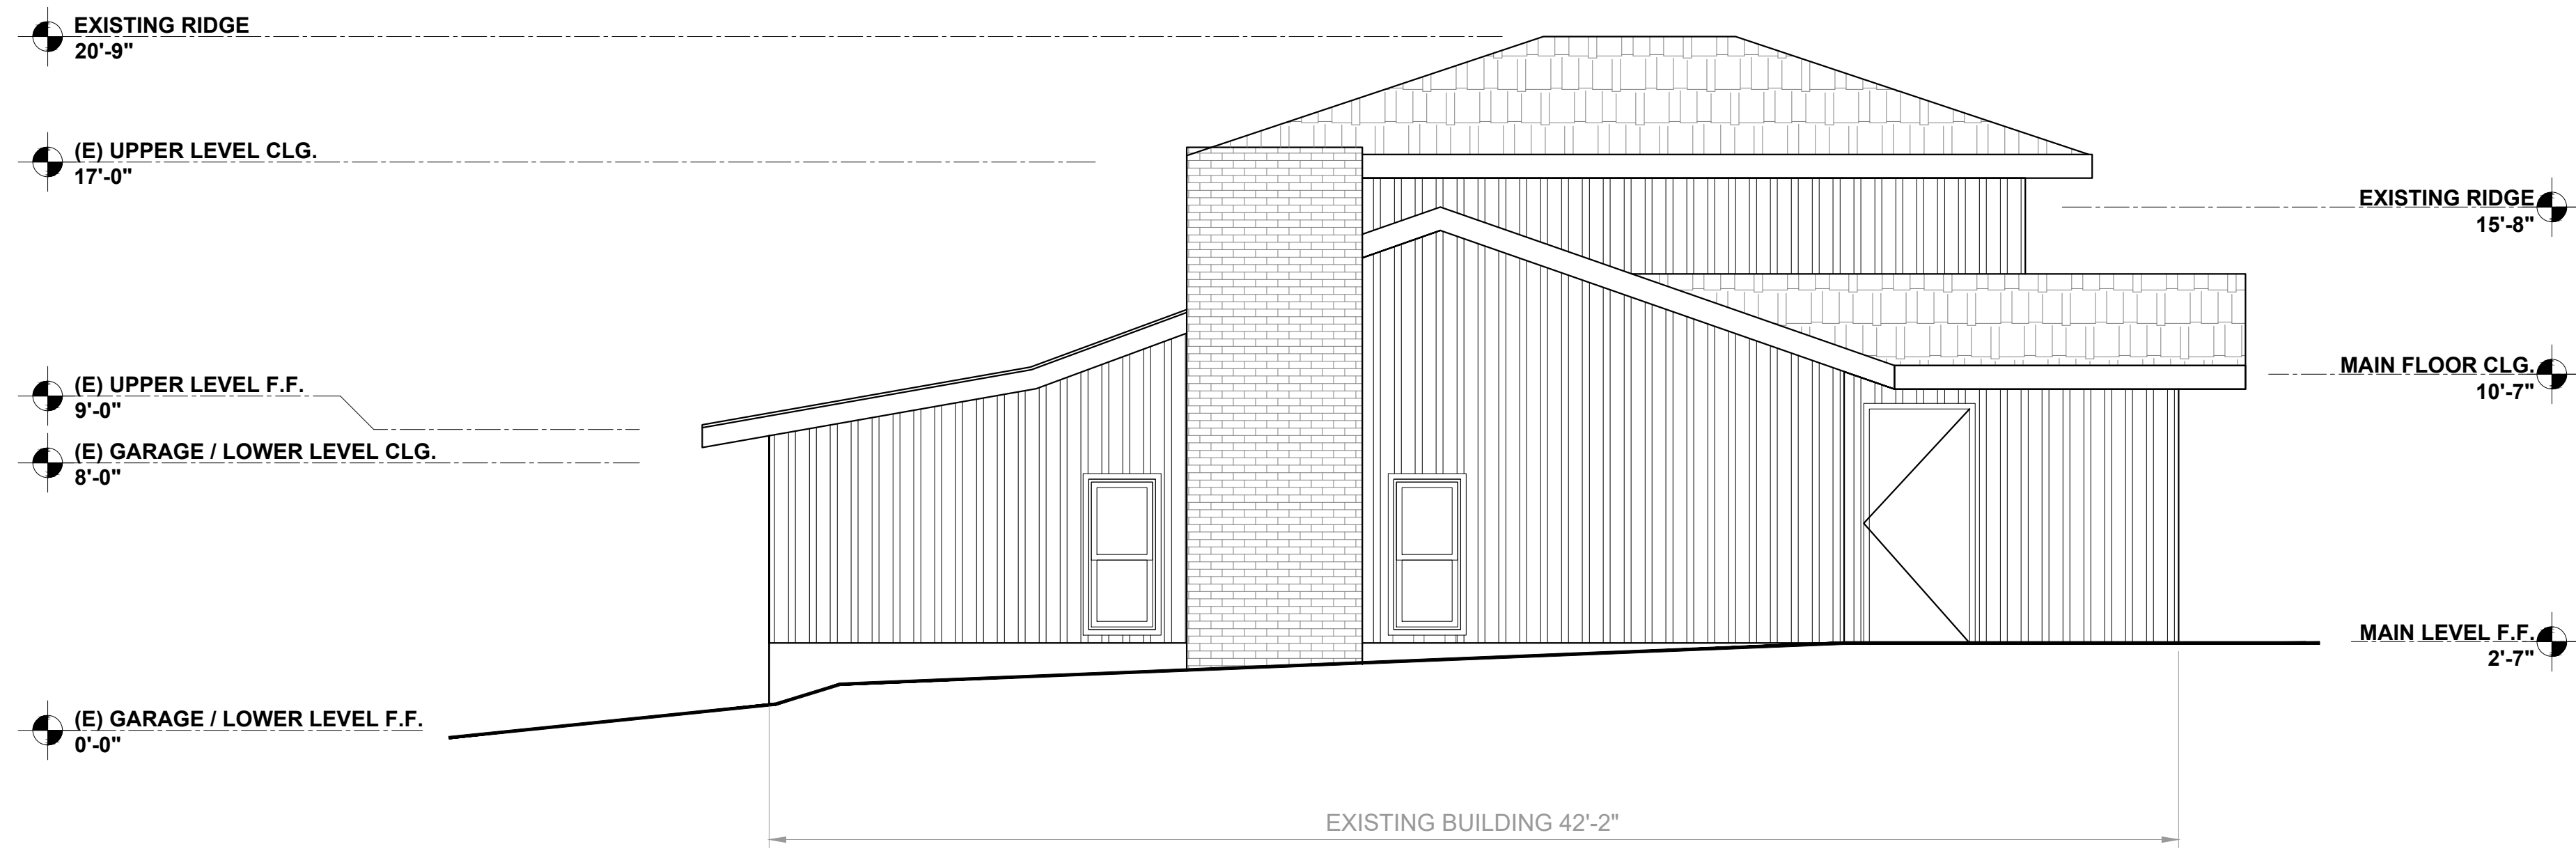 EXISTING RIDGE
20'-9"
(E) UPPER LEVEL CLG.
17'-0"
EXISTING RIDGE
15'-8"
MAIN FLOOR CLG.
10'-7"
(E) UPPER LEVEL F.F.
9'-0"
(E) GARAGE / LOWER LEVEL CLG.
8'-0"
MAIN LEVEL F.F.
2'-7"
(E) GARAGE / LOWER LEVEL F.F.
0'-0"
EXISTING BUILDING 42'-2"